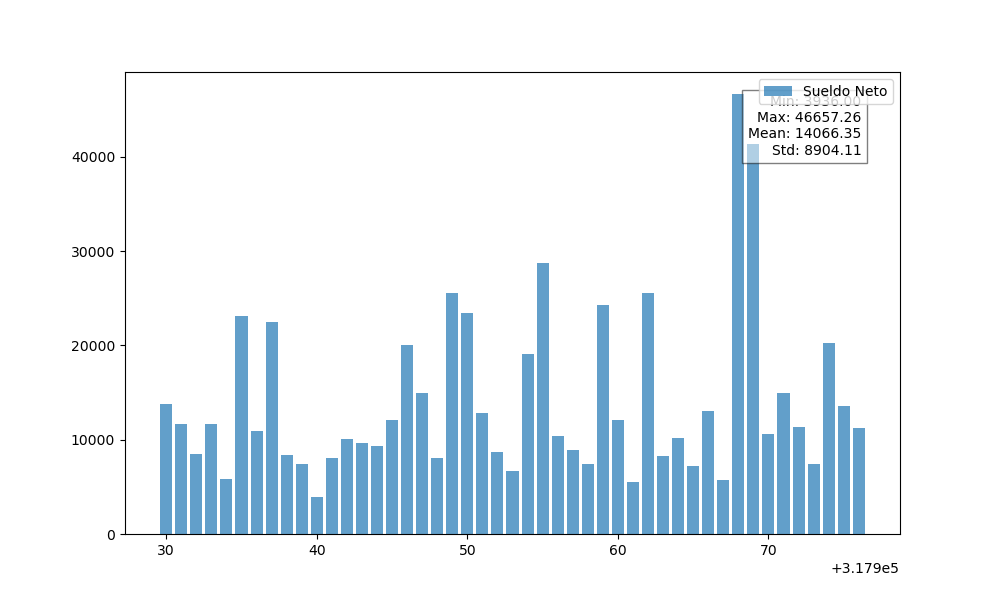 Sueldo Neto
Min: 3936.00
Max: 46657.26
Mean: 14066.35
Std: 8904.11
40000
30000
20000
10000
0
30 40 50 60 70
+3.179e5